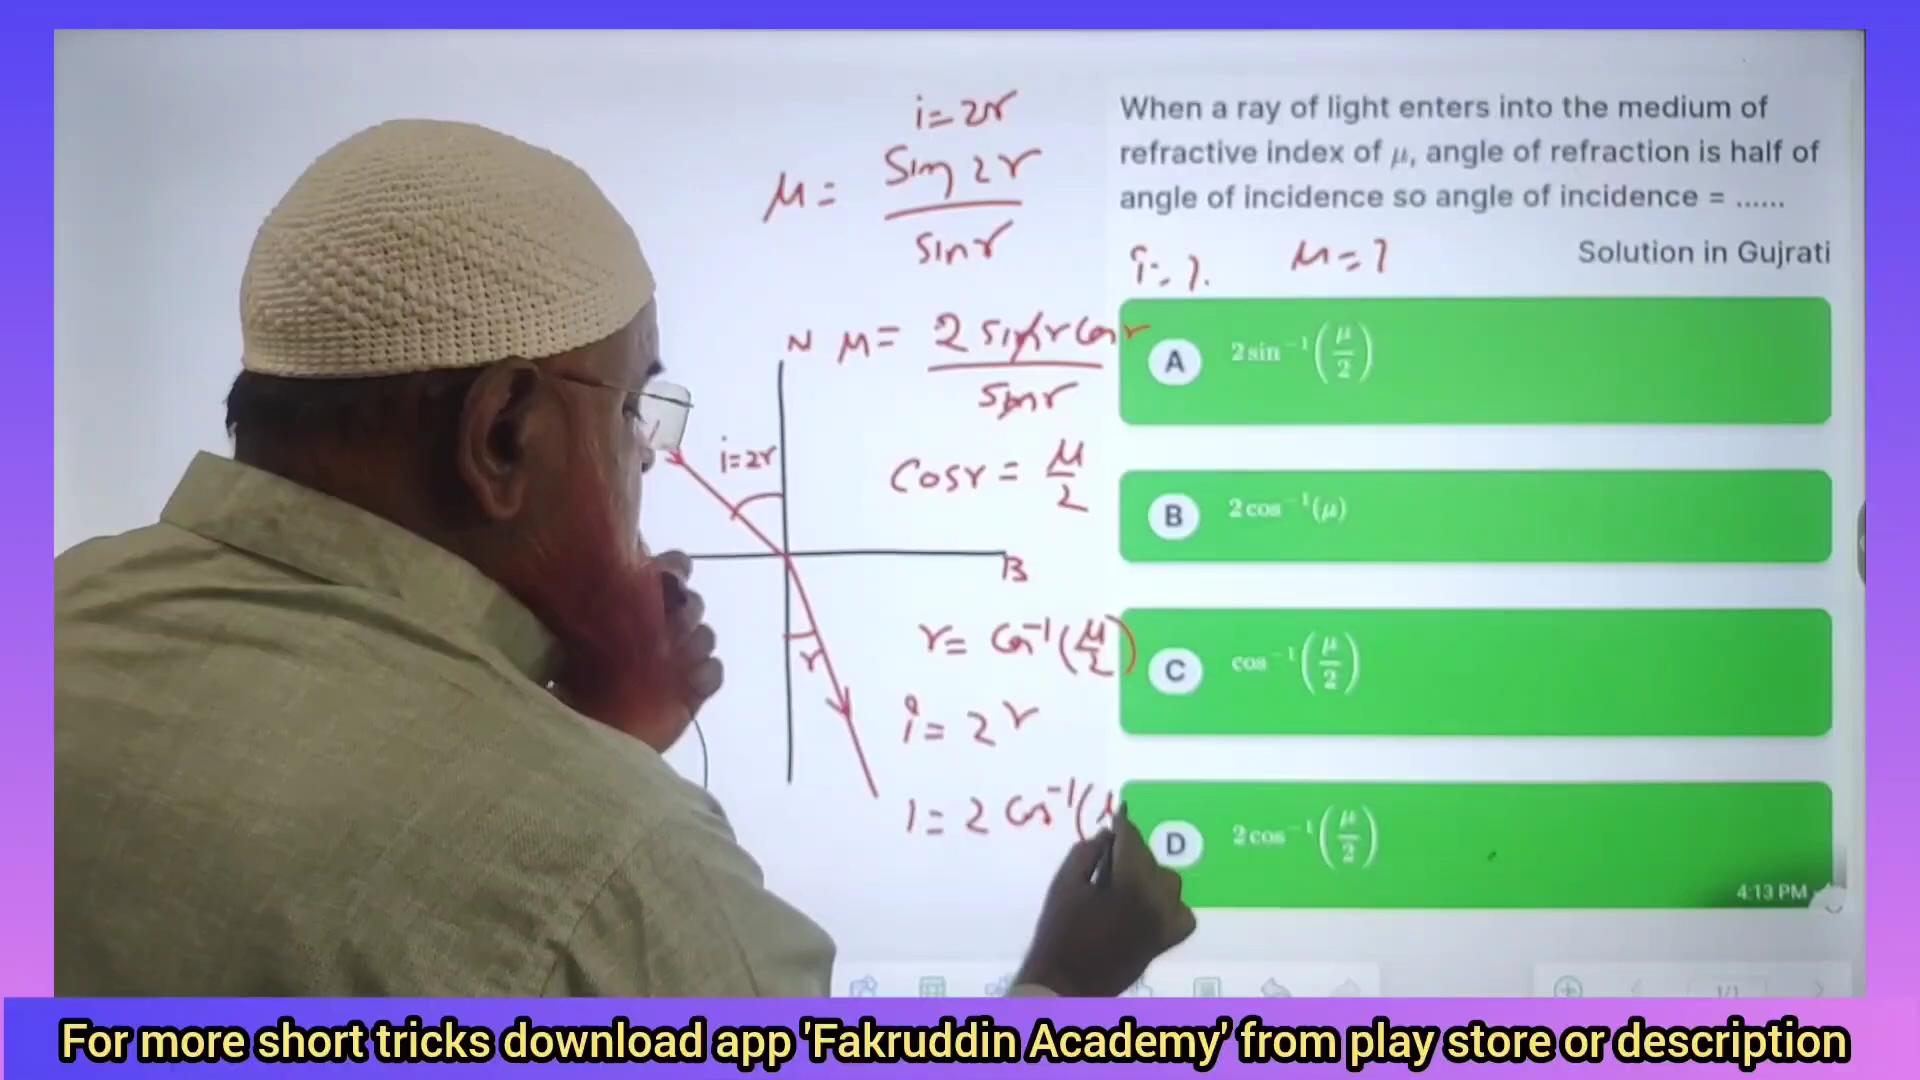 i=2r
μ= sin2r
sinr
N μ= 2 sinr cosr
sinr
i=2r
Cosr = μ
2
B
r
r= Cos⁻¹(μ/2)
i= 2r
i= 2 Cos⁻¹(μ
When a ray of light enters into the medium of
refractive index of μ, angle of refraction is half of
angle of incidence so angle of incidence = ......
Solution in Gujrati
i=?. μ=?
A 2 sin⁻¹(μ/2)
B 2 cos⁻¹(μ)
C cos⁻¹(μ/2)
D 2 cos⁻¹(μ/2)
4:13 PM
1/1
For more short tricks download app 'Fakruddin Academy' from play store or description